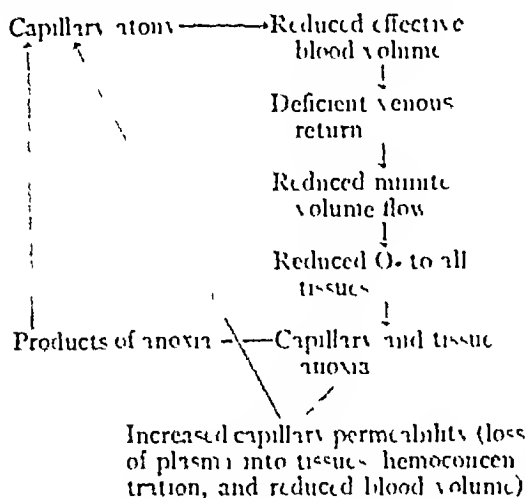 Capillary atony Reduced effective
blood volume
Deficient venous
return
Reduced minute
volume flow
Reduced O₂ to all
tissues
Products of anoxia Capillary and tissue
anoxia
Increased capillary permeability (loss
of plasma into tissues hemoconcen
tration, and reduced blood volume)